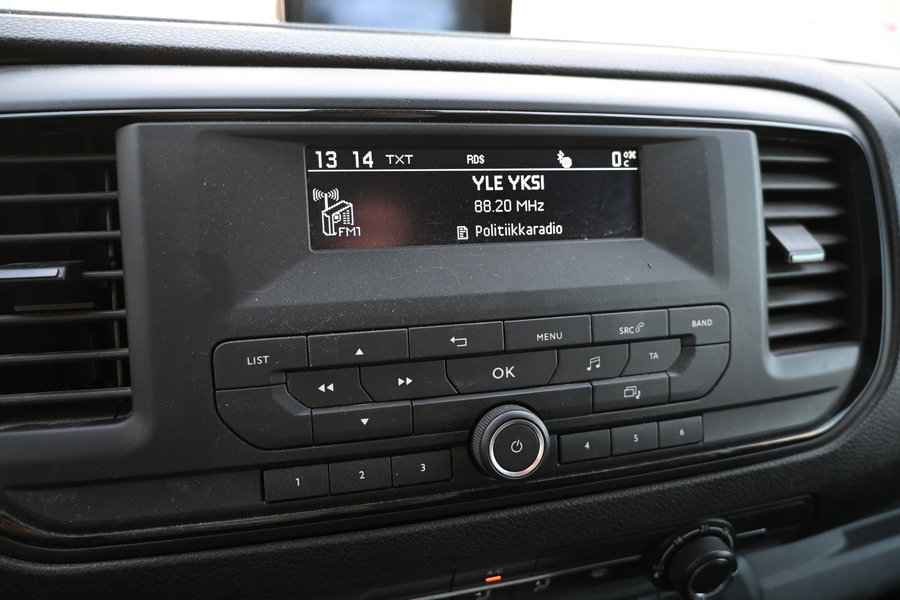 13 14 TXT RDS 0°C
YLE YKSI
88.20 MHz
FM1 Politiikkaradio
LIST MENU SRC BAND
OK TA
1 2 3 4 5 6
A/C